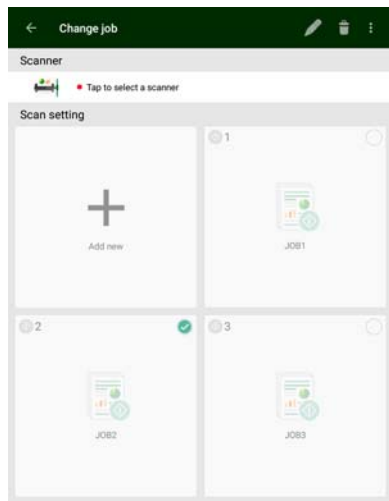 Change job
Scanner
Tap to select a scanner
Scan setting
Add new
1
JOB1
2
JOB2
3
JOB3